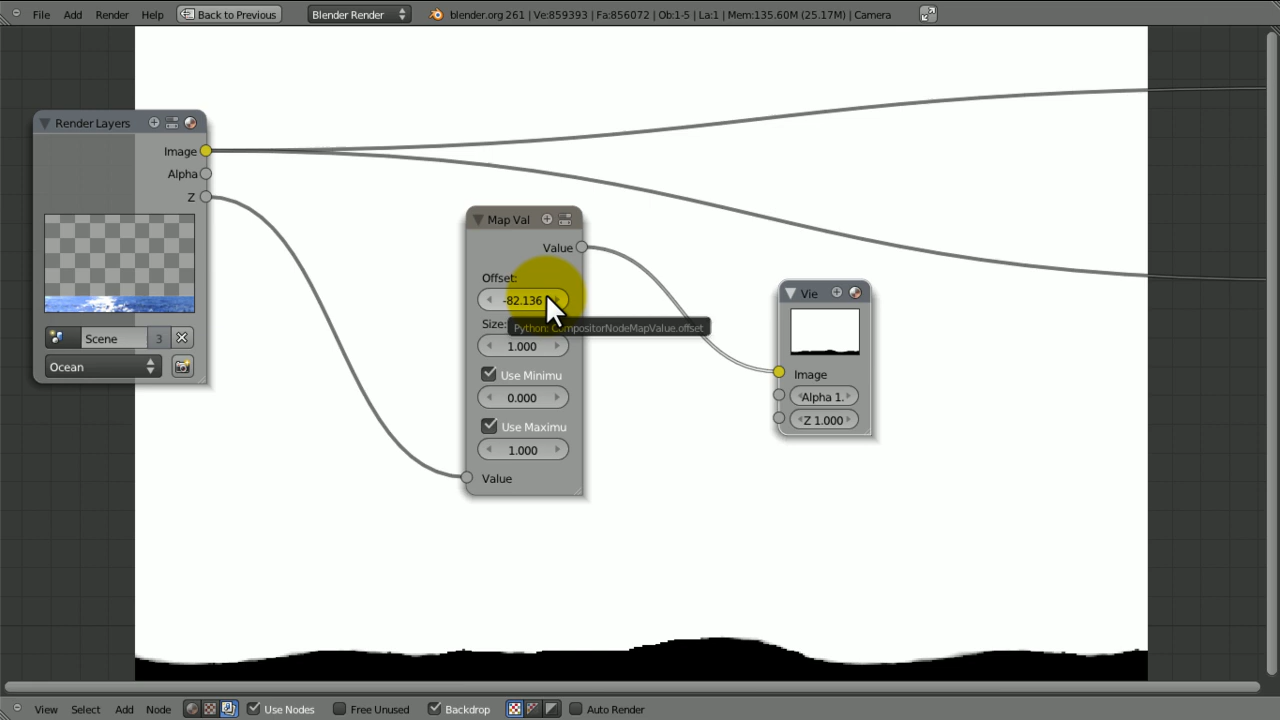 File Add Render Help Back to Previous Blender Render blender.org 261 | Ve:859393 | Fa:856072 | Ob:1-5 | La:1 | Mem:135.60M (25.17M) | Camera
Render Layers
Image
Alpha
Z
Scene 3
Ocean
Map Val
Value
Offset:
-82.136
Size:
Python: CompositorNodeMapValue.offset
1.000
Use Minimu
0.000
Use Maximu
1.000
Value
Vie
Image
Alpha 1.
Z 1.000
View Select Add Node Use Nodes Free Unused Backdrop Auto Render